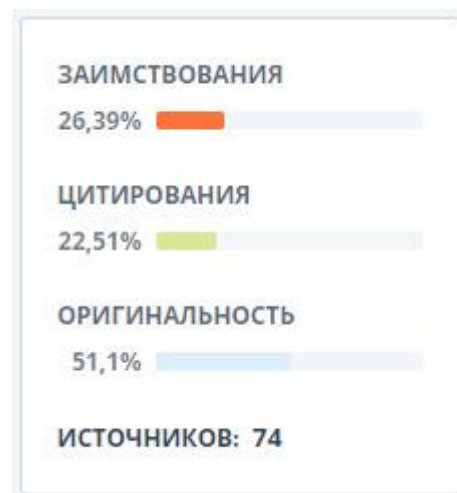 ЗАИМСТВОВАНИЯ
26,39%
ЦИТИРОВАНИЯ
22,51%
ОРИГИНАЛЬНОСТЬ
51,1%
ИСТОЧНИКОВ: 74